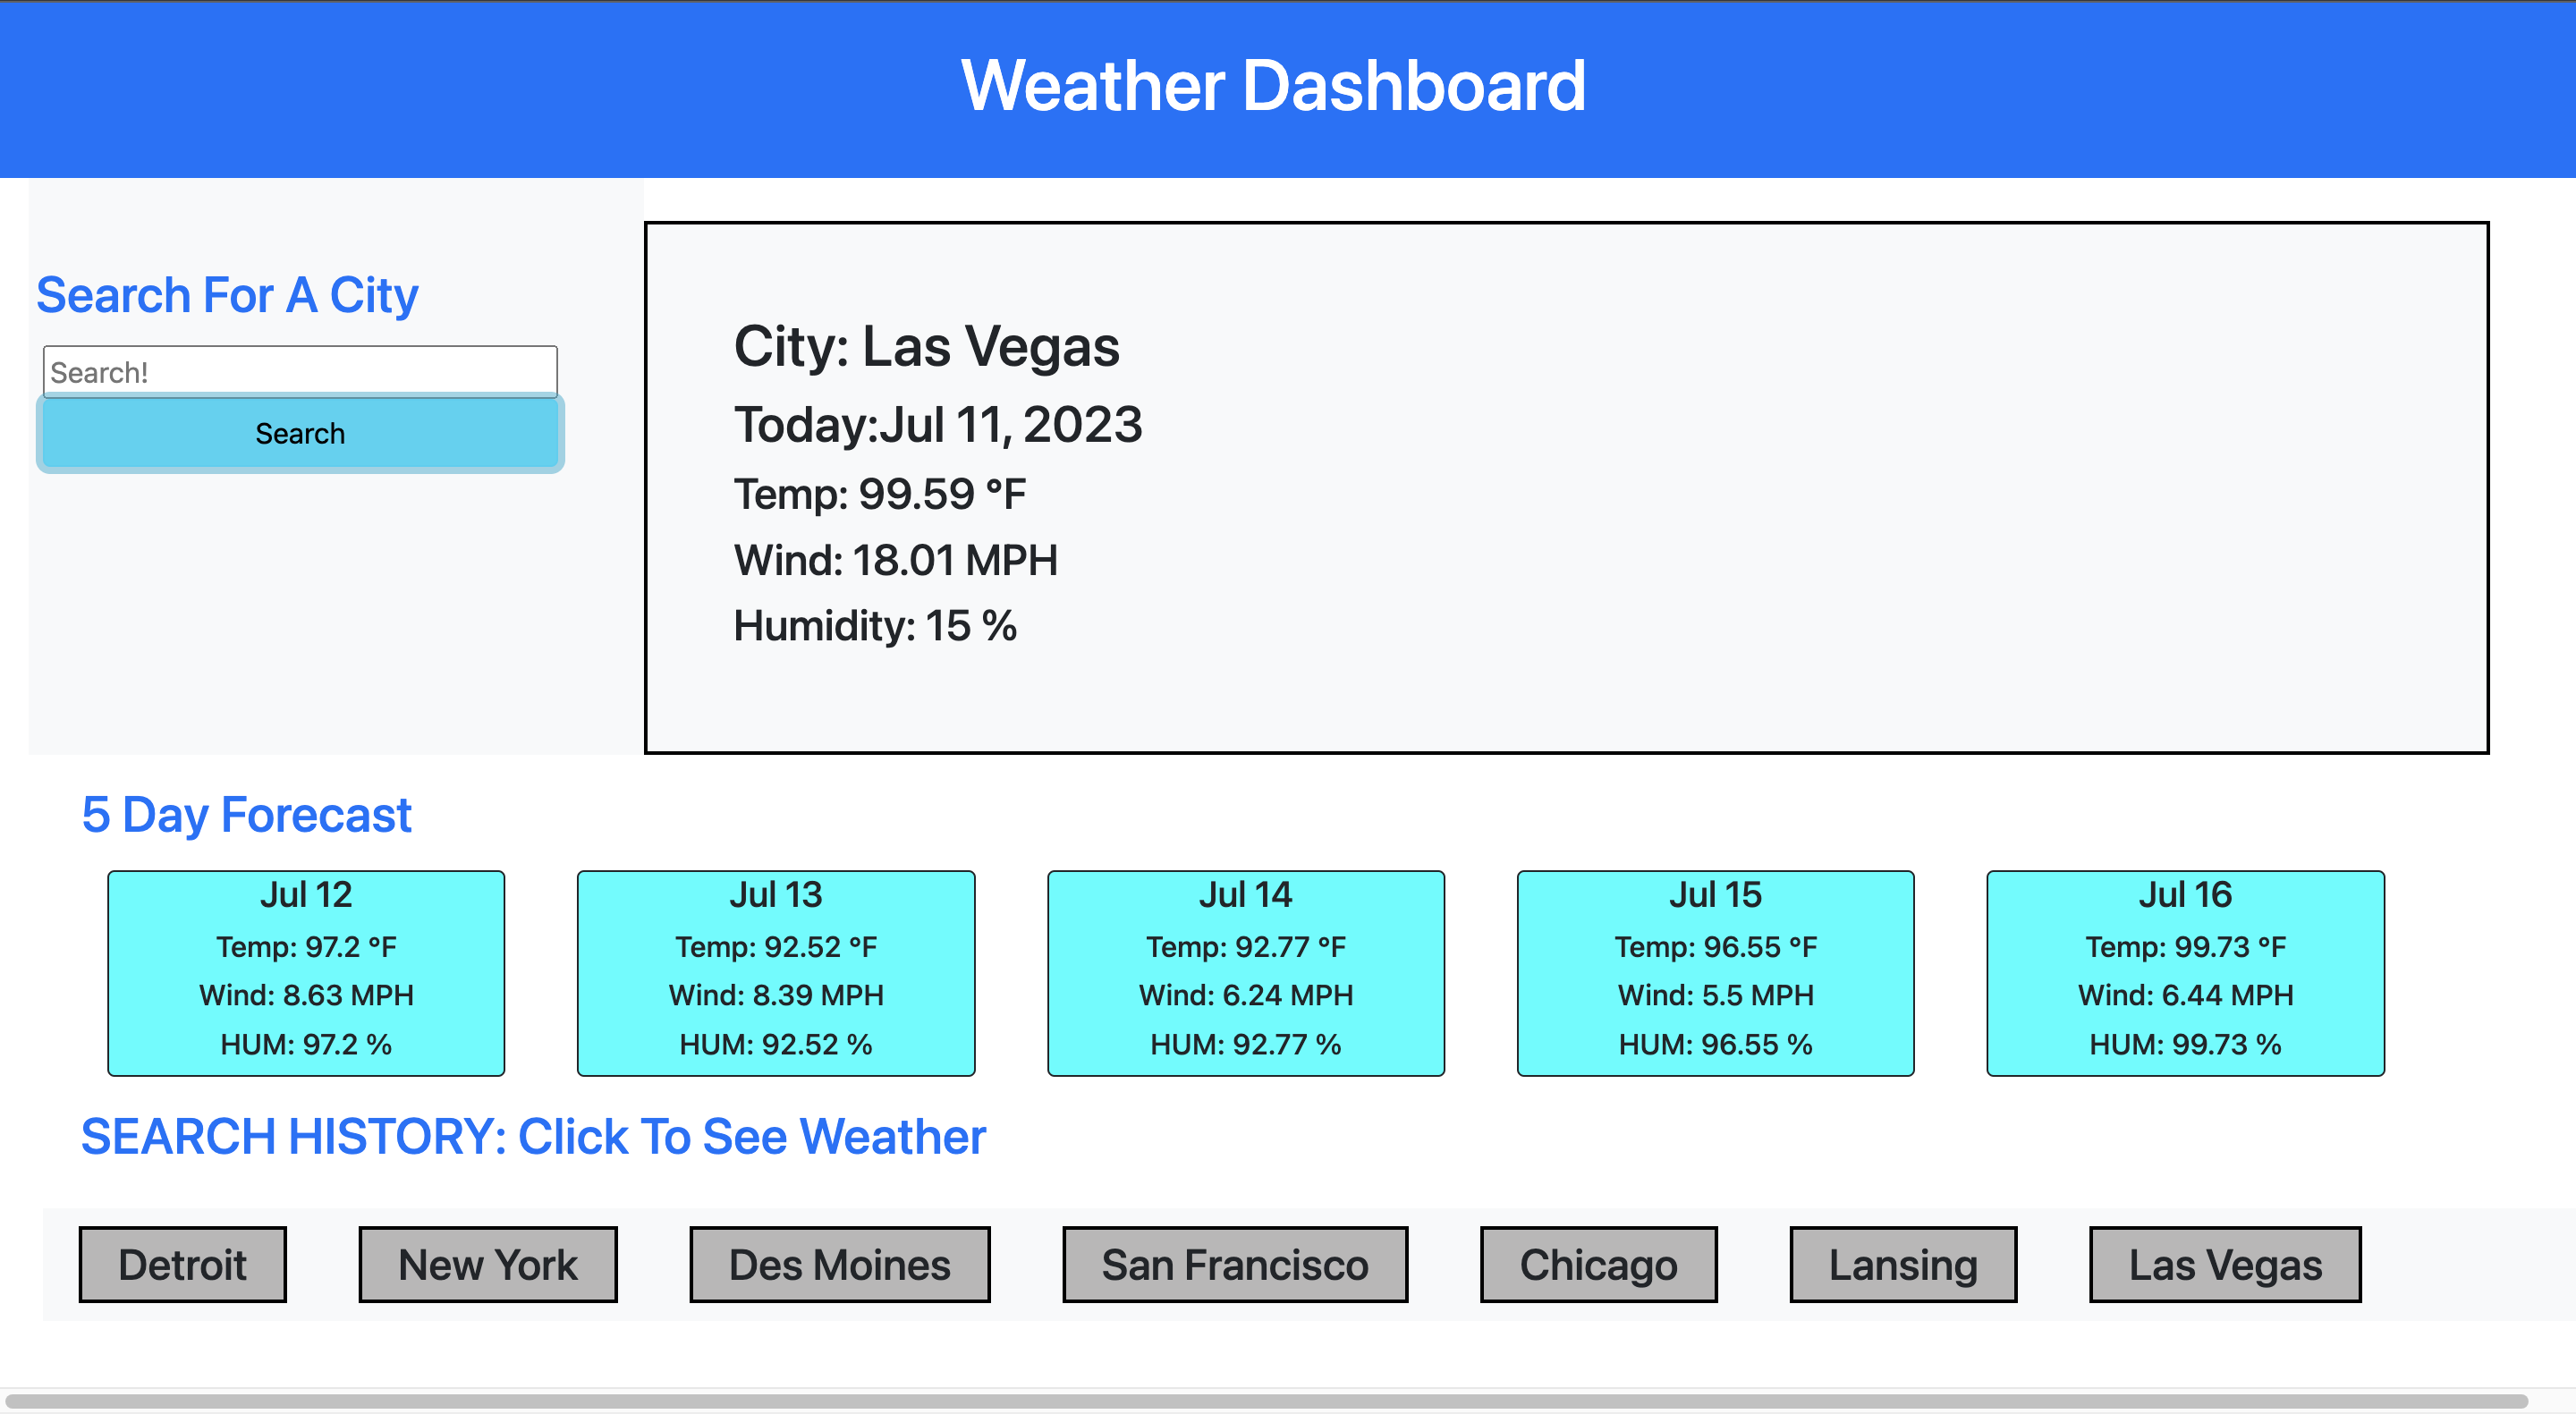 Weather Dashboard
Search For A City
Search!
Search
City: Las Vegas
Today:Jul 11, 2023
Temp: 99.59 °F
Wind: 18.01 MPH
Humidity: 15 %
5 Day Forecast
Jul 12
Temp: 97.2 °F
Wind: 8.63 MPH
HUM: 97.2 %
Jul 13
Temp: 92.52 °F
Wind: 8.39 MPH
HUM: 92.52 %
Jul 14
Temp: 92.77 °F
Wind: 6.24 MPH
HUM: 92.77 %
Jul 15
Temp: 96.55 °F
Wind: 5.5 MPH
HUM: 96.55 %
Jul 16
Temp: 99.73 °F
Wind: 6.44 MPH
HUM: 99.73 %
SEARCH HISTORY: Click To See Weather
Detroit
New York
Des Moines
San Francisco
Chicago
Lansing
Las Vegas